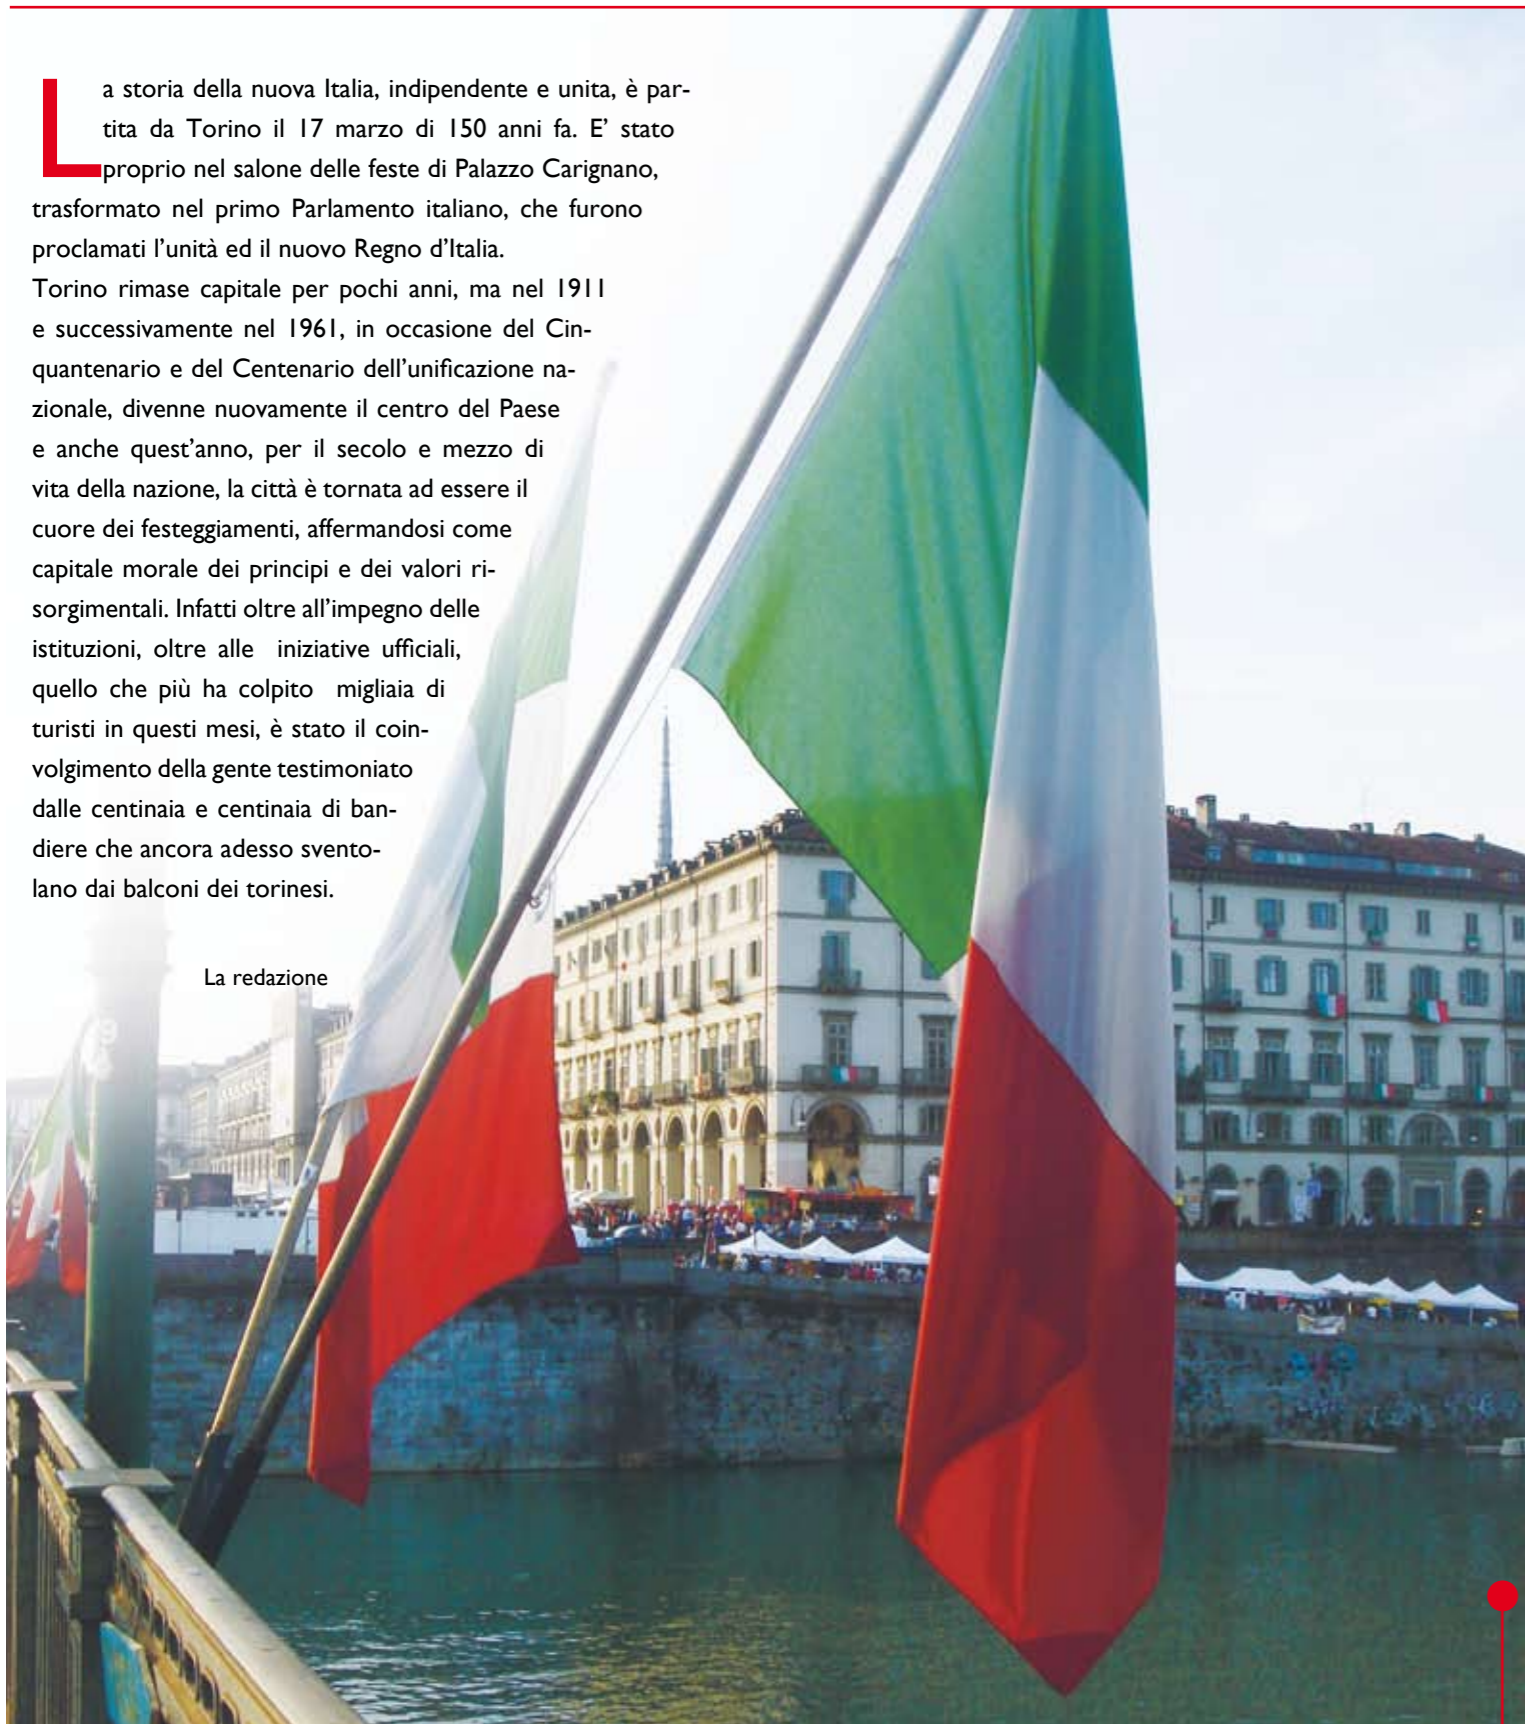 La storia della nuova Italia, indipendente e unita, è par-
tita da Torino il 17 marzo di 150 anni fa. E’ stato
proprio nel salone delle feste di Palazzo Carignano,
trasformato nel primo Parlamento italiano, che furono
proclamati l’unità ed il nuovo Regno d’Italia.
Torino rimase capitale per pochi anni, ma nel 1911
e successivamente nel 1961, in occasione del Cin-
quantenario e del Centenario dell’unificazione na-
zionale, divenne nuovamente il centro del Paese
e anche quest’anno, per il secolo e mezzo di
vita della nazione, la città è tornata ad essere il
cuore dei festeggiamenti, affermandosi come
capitale morale dei principi e dei valori ri-
sorgimentali. Infatti oltre all’impegno delle
istituzioni, oltre alle iniziative ufficiali,
quello che più ha colpito migliaia di
turisti in questi mesi, è stato il coin-
volgimento della gente testimoniato
dalle centinaia e centinaia di ban-
diere che ancora adesso svento-
lano dai balconi dei torinesi.
La redazione